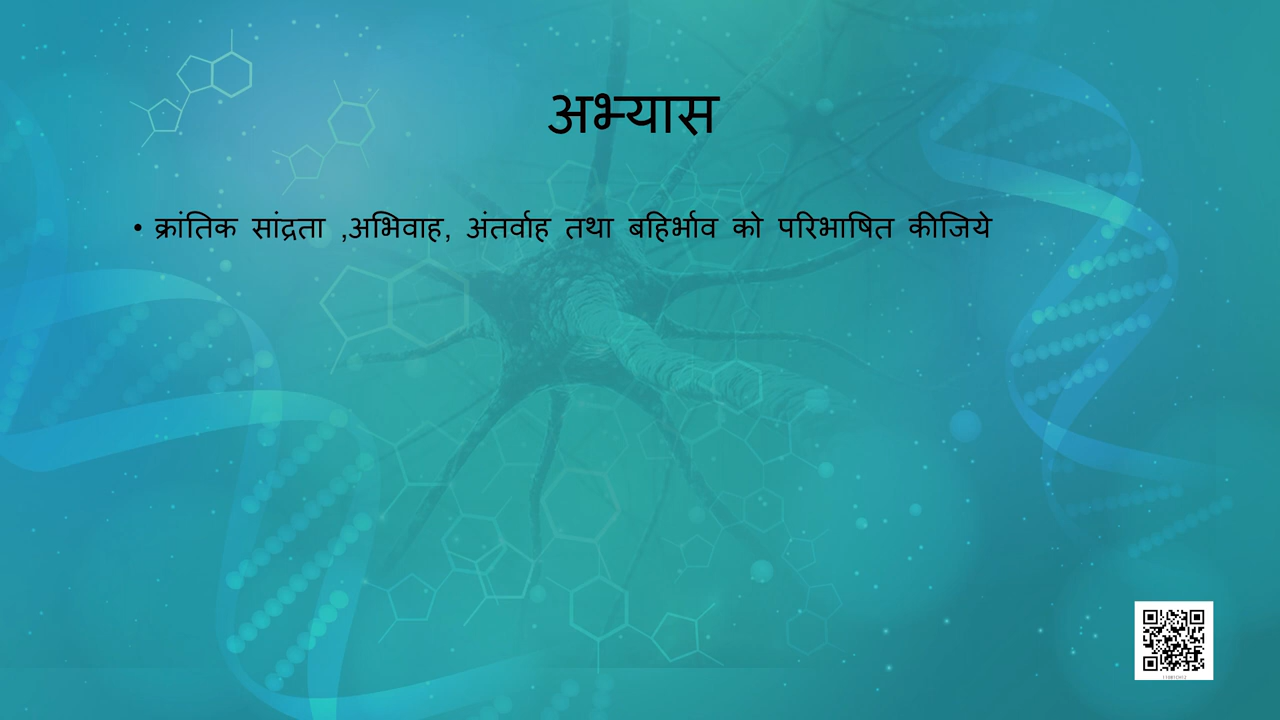 अभ्यास
• क्रांतिक सांद्रता ,अभिवाह, अंतर्वाह तथा बहिर्भाव को परिभाषित कीजिये